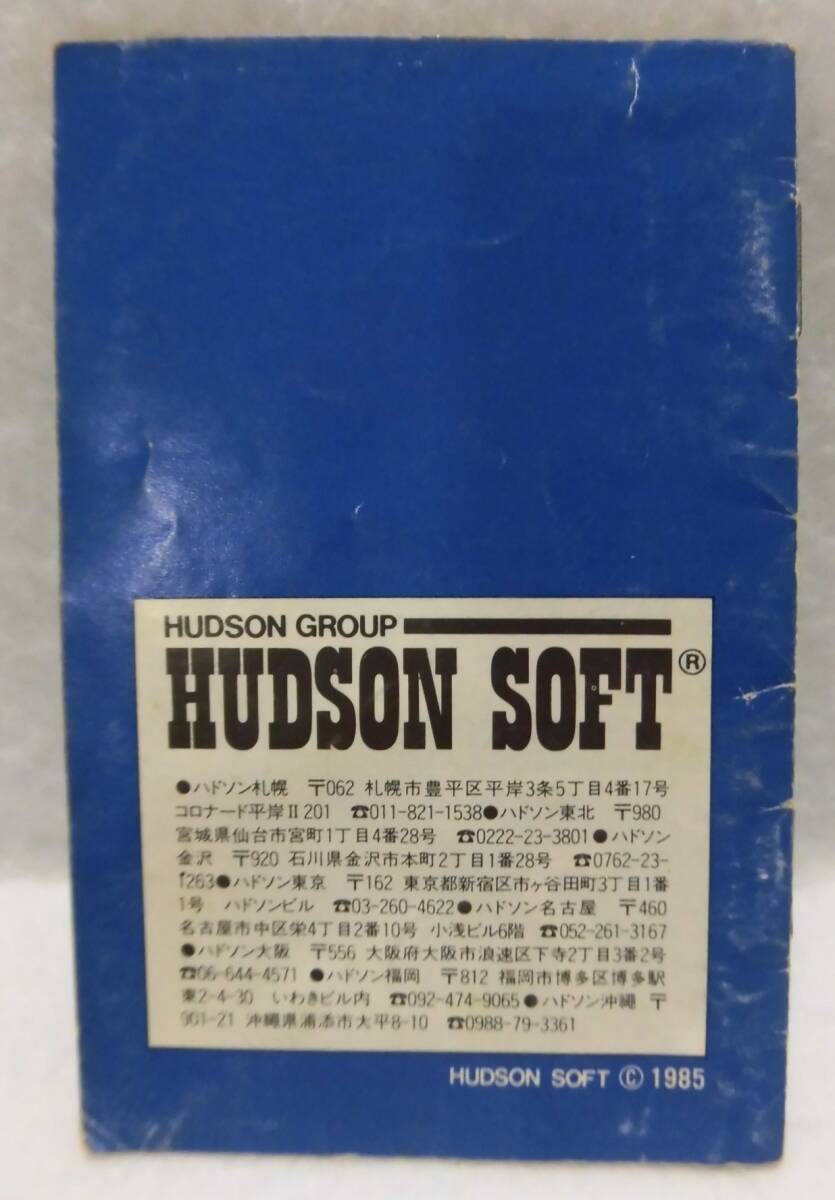 HUDSON GROUP
HUDSON SOFT®
●ハドソン札幌 〒062 札幌市豊平区平岸3条5丁目4番17号
コロナード平岸II 201 ☎011-821-1538●ハドソン東北 〒980
宮城県仙台市宮町1丁目4番28号 ☎0222-23-3801●ハドソン
金沢 〒920 石川県金沢市本町2丁目1番28号 ☎0762-23-
1263●ハドソン東京 〒162 東京都新宿区市ヶ谷田町3丁目1番
1号 ハドソンビル ☎03-260-4622●ハドソン名古屋 〒460
名古屋市中区栄4丁目2番10号 小浅ビル6階 ☎052-261-3167
●ハドソン大阪 〒556 大阪府大阪市浪速区下寺2丁目3番2号
☎06-644-4571 ●ハドソン福岡 〒812 福岡市博多区博多駅
東2-4-30 いわきビル内 ☎092-474-9065●ハドソン沖縄 〒
901-21 沖縄県浦添市大平8-10 ☎0988-79-3361
HUDSON SOFT © 1985